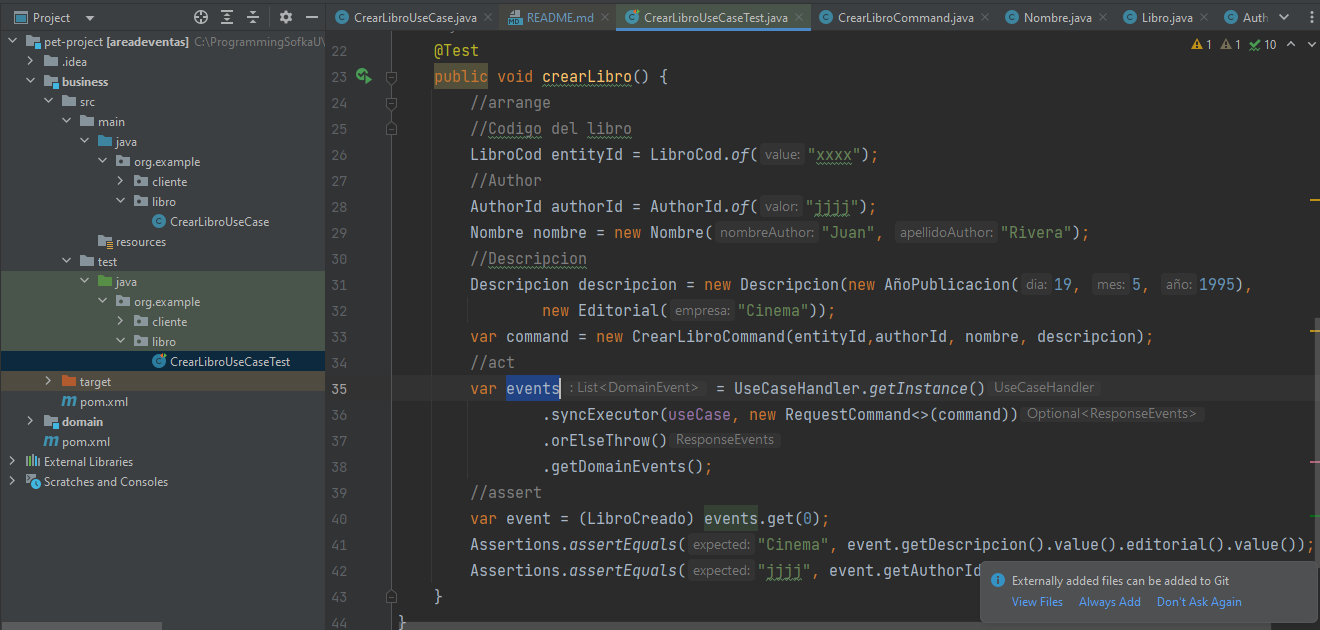 Project
CrearLibroUseCase.java
README.md
CrearLibroUseCaseTest.java
CrearLibroCommand.java
Nombre.java
Libro.java
Auth
pet-project [areadeventas] C:\ProgrammingSofkaU\
.idea
business
src
main
java
org.example
cliente
libro
CrearLibroUseCase
resources
test
java
org.example
cliente
libro
CrearLibroUseCaseTest
target
pom.xml
domain
pom.xml
External Libraries
Scratches and Consoles
1 1 10
22 @Test
23 public void crearLibro() {
24 //arrange
25 //Codigo del libro
26 LibroCod entityId = LibroCod.of( value: "xxxx");
27 //Author
28 AuthorId authorId = AuthorId.of( valor: "jjjj");
29 Nombre nombre = new Nombre( nombreAuthor: "Juan", apellidoAuthor: "Rivera");
30 //Descripcion
31 Descripcion descripcion = new Descripcion(new AñoPublicacion( dia: 19, mes: 5, año: 1995),
32 new Editorial( empresa: "Cinema"));
33 var command = new CrearLibroCommand(entityId,authorId, nombre, descripcion);
34 //act
35 var events : List<DomainEvent> = UseCaseHandler.getInstance() UseCaseHandler
36 .syncExecutor(useCase, new RequestCommand<>(command)) Optional<ResponseEvents>
37 .orElseThrow() ResponseEvents
38 .getDomainEvents();
39 //assert
40 var event = (LibroCreado) events.get(0);
41 Assertions.assertEquals( expected: "Cinema", event.getDescripcion().value().editorial().value());
42 Assertions.assertEquals( expected: "jjjj", event.getAuthorId
43 }
44 }
Externally added files can be added to Git
View Files Always Add Don't Ask Again